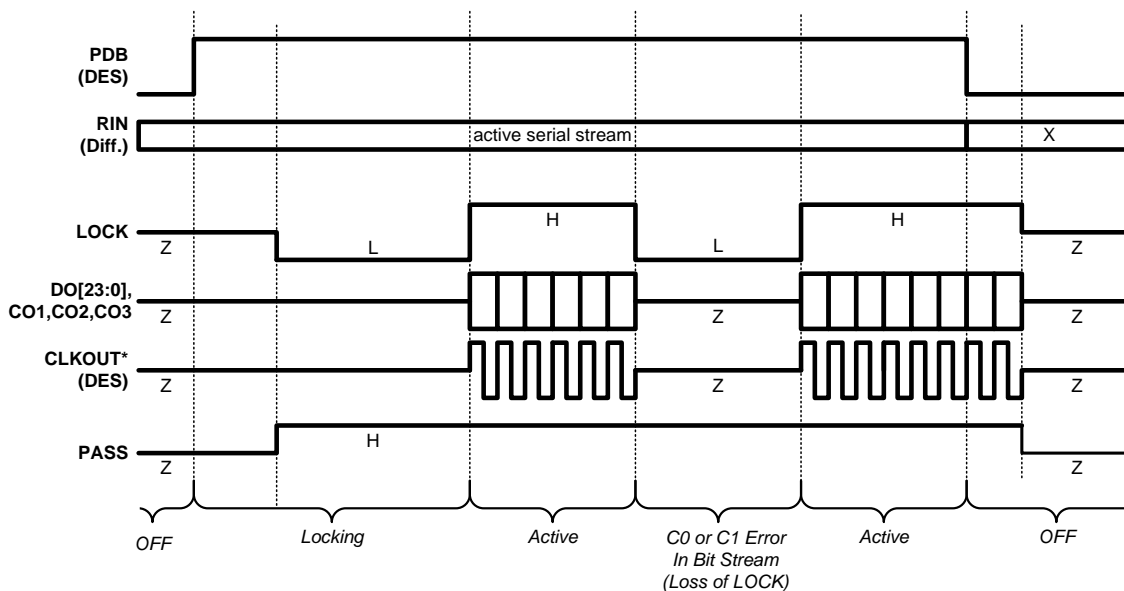 PDB
(DES)
RIN
(Diff.)
active serial stream
X
LOCK
Z
L
H
L
H
Z
DO[23:0],
CO1,CO2,CO3
Z
Z
Z
CLKOUT*
(DES)
Z
Z
Z
PASS
Z
H
Z
OFF
Locking
Active
C0 or C1 Error
In Bit Stream
(Loss of LOCK)
Active
OFF